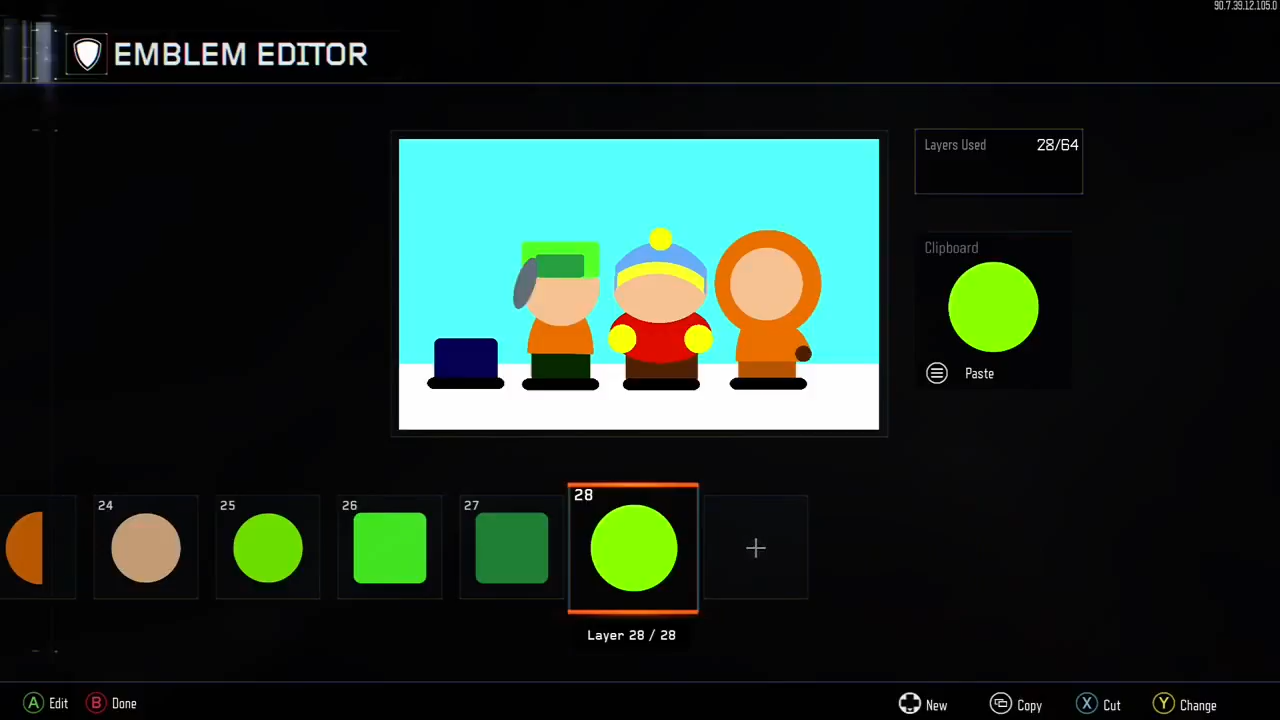 90.7.39.12.105.0
EMBLEM EDITOR
Layers Used 28/64
Clipboard
Paste
24 25 26 27 28
Layer 28 / 28
A Edit B Done New Copy X Cut Y Change